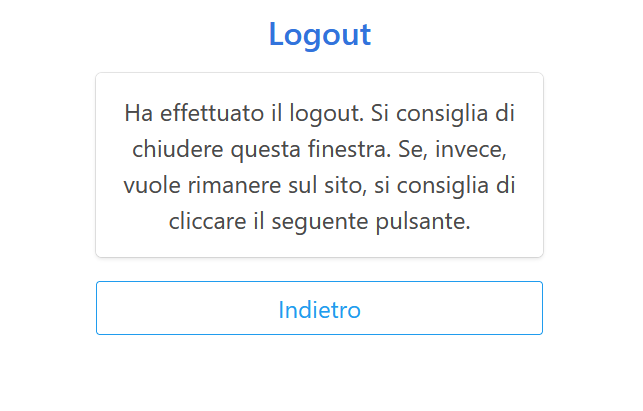 Logout
Ha effettuato il logout. Si consiglia di
chiudere questa finestra. Se, invece,
vuole rimanere sul sito, si consiglia di
cliccare il seguente pulsante.
Indietro